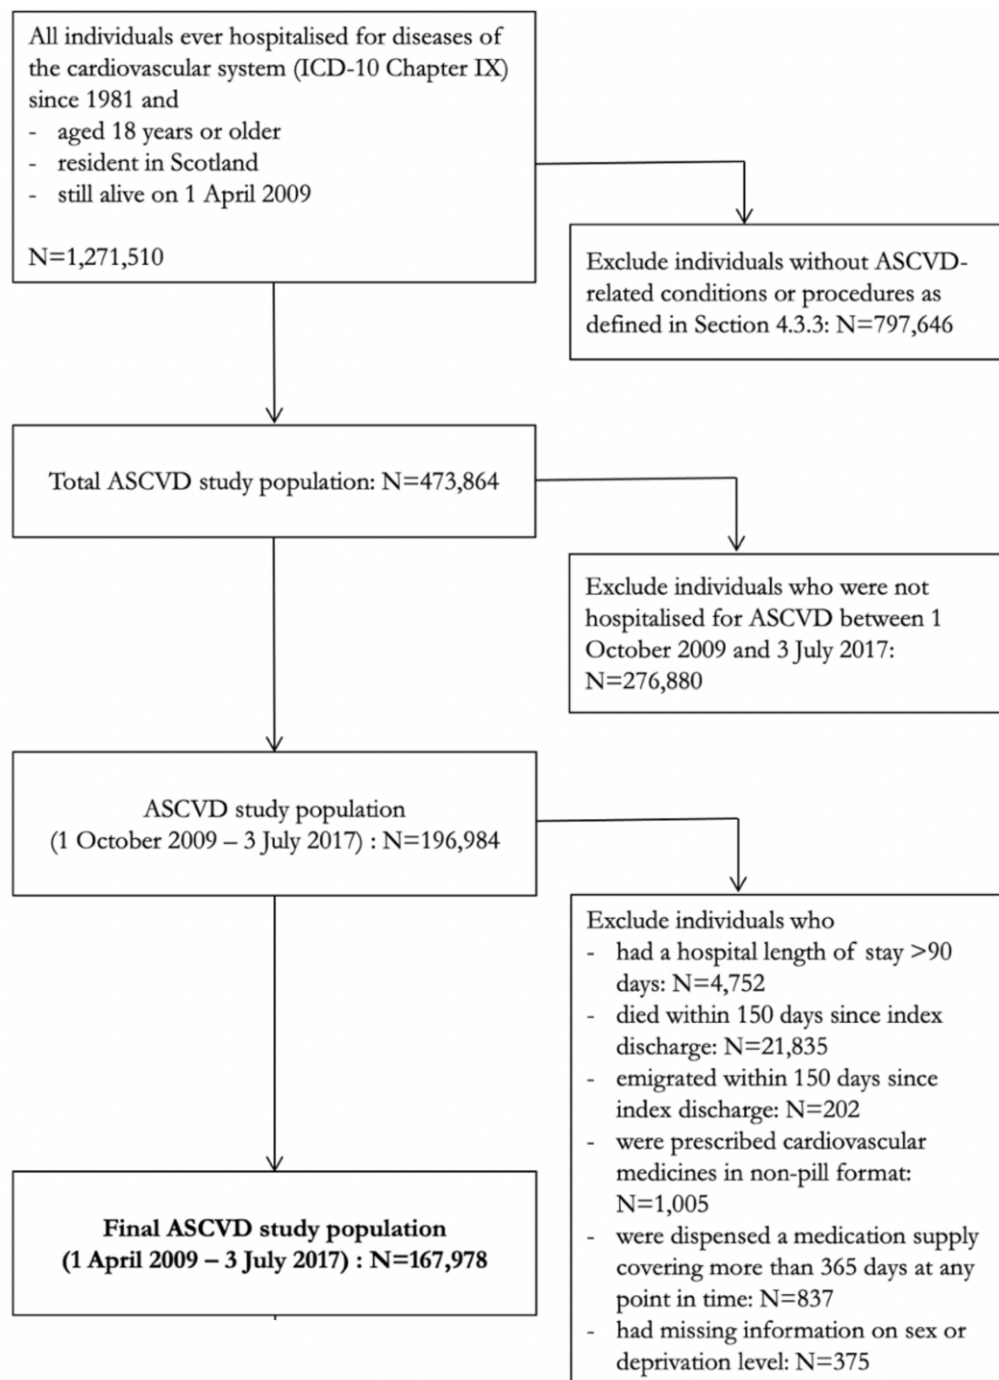 All individuals ever hospitalised for diseases of
the cardiovascular system (ICD-10 Chapter IX)
since 1981 and
- aged 18 years or older
- resident in Scotland
- still alive on 1 April 2009
N=1,271,510
Exclude individuals without ASCVD-
related conditions or procedures as
defined in Section 4.3.3: N=797,646
Total ASCVD study population: N=473,864
Exclude individuals who were not
hospitalised for ASCVD between 1
October 2009 and 3 July 2017:
N=276,880
ASCVD study population
(1 October 2009 – 3 July 2017) : N=196,984
Exclude individuals who
- had a hospital length of stay >90
days: N=4,752
- died within 150 days since index
discharge: N=21,835
- emigrated within 150 days since
index discharge: N=202
- were prescribed cardiovascular
medicines in non-pill format:
N=1,005
- were dispensed a medication supply
covering more than 365 days at any
point in time: N=837
- had missing information on sex or
deprivation level: N=375
Final ASCVD study population
(1 April 2009 – 3 July 2017) : N=167,978